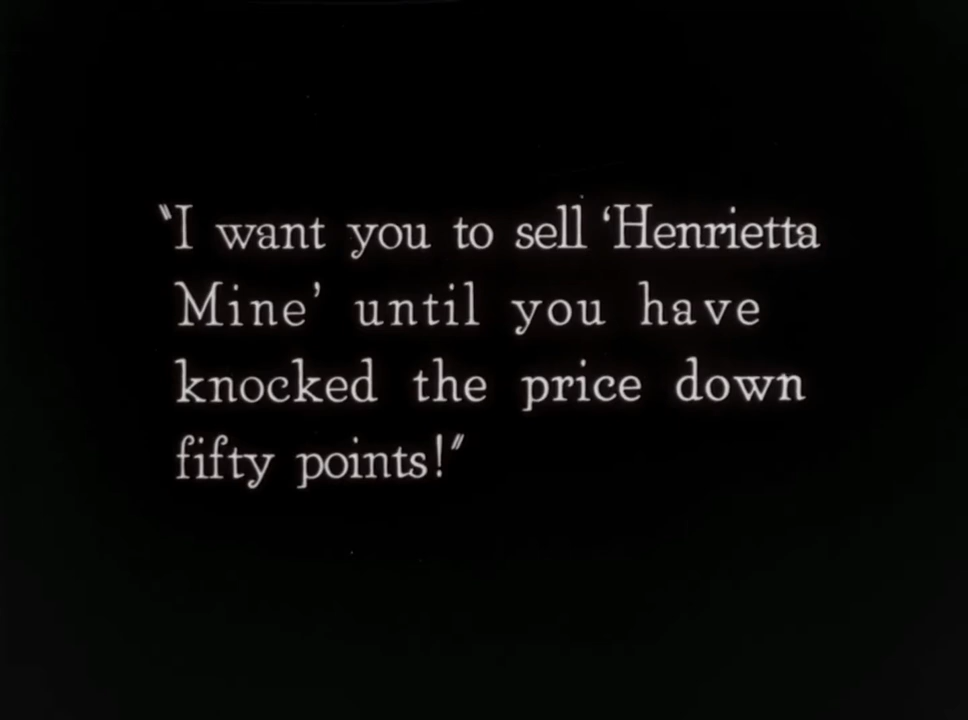 "I want you to sell ‘Henrietta
Mine’ until you have
knocked the price down
fifty points!"